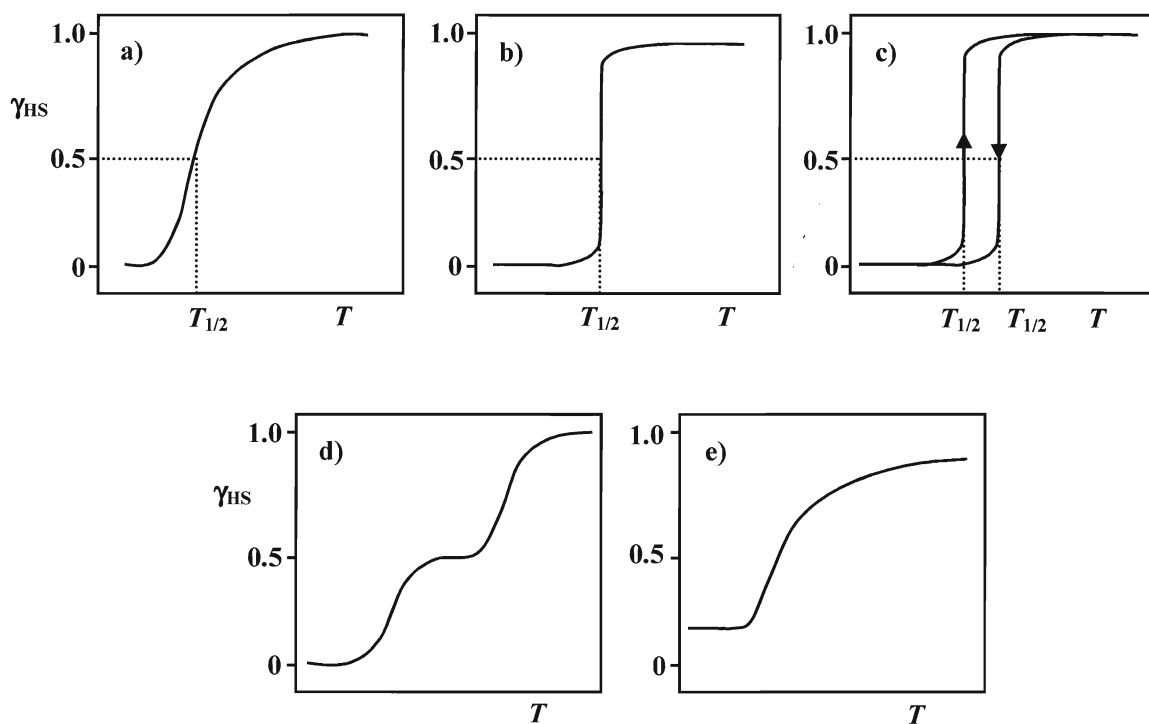 1.0 a) 1.0 b) 1.0 c)
γHS
0.5 0.5 0.5
0 0 0
T1/2 T T1/2 T T1/2 T1/2 T
1.0 d) 1.0 e)
γHS
0.5 0.5
0 0
T T